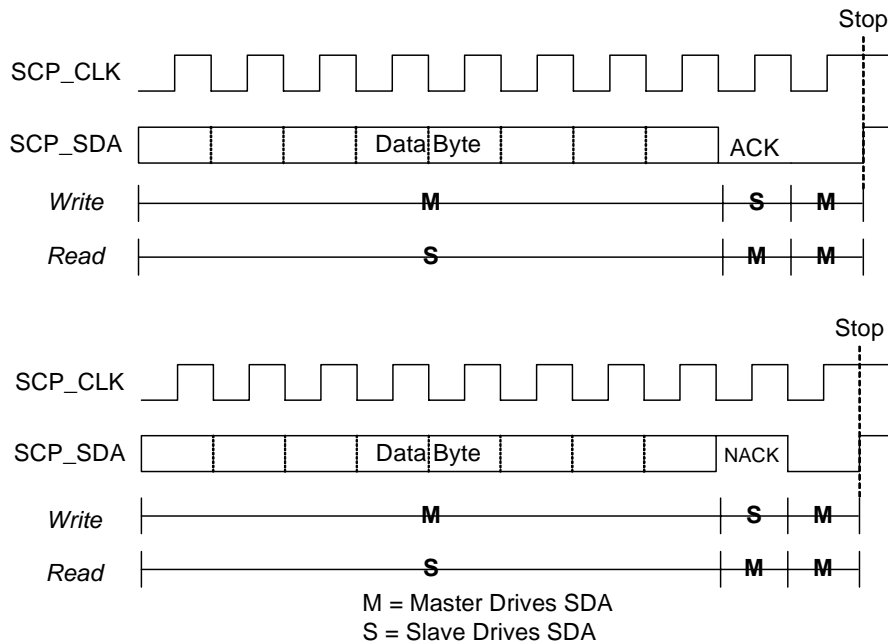 Stop
SCP_CLK
SCP_SDA Data Byte ACK
Write M S M
Read S M M
Stop
SCP_CLK
SCP_SDA Data Byte NACK
Write M S M
Read S M M
M = Master Drives SDA
S = Slave Drives SDA